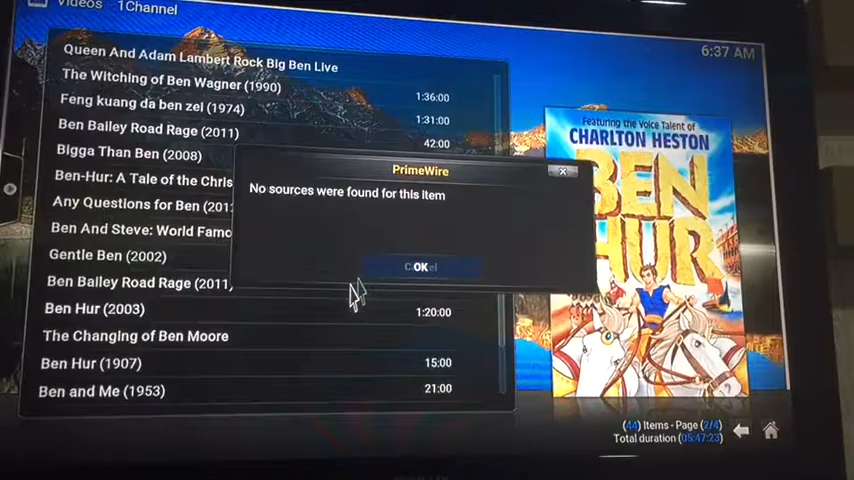 Videos 1Channel
6:37 AM
Queen And Adam Lambert Rock Big Ben Live
The Witching of Ben Wagner (1990)
1:36:00
Feng kuang da ben zei (1974)
1:31:00
Ben Bailey Road Rage (2011)
42:00
Bigga Than Ben (2008)
Ben-Hur: A Tale of the Chris
Any Questions for Ben (201
Ben And Steve: World Famo
Gentle Ben (2002)
Ben Bailey Road Rage (2011)
Ben Hur (2003)
1:20:00
The Changing of Ben Moore
Ben Hur (1907)
15:00
Ben and Me (1953)
21:00
PrimeWire
No sources were found for this item
OK
Featuring the Voice Talent of
CHARLTON HESTON
BEN
HUR
(44) Items - Page (2/4)
Total duration (05:47:23)